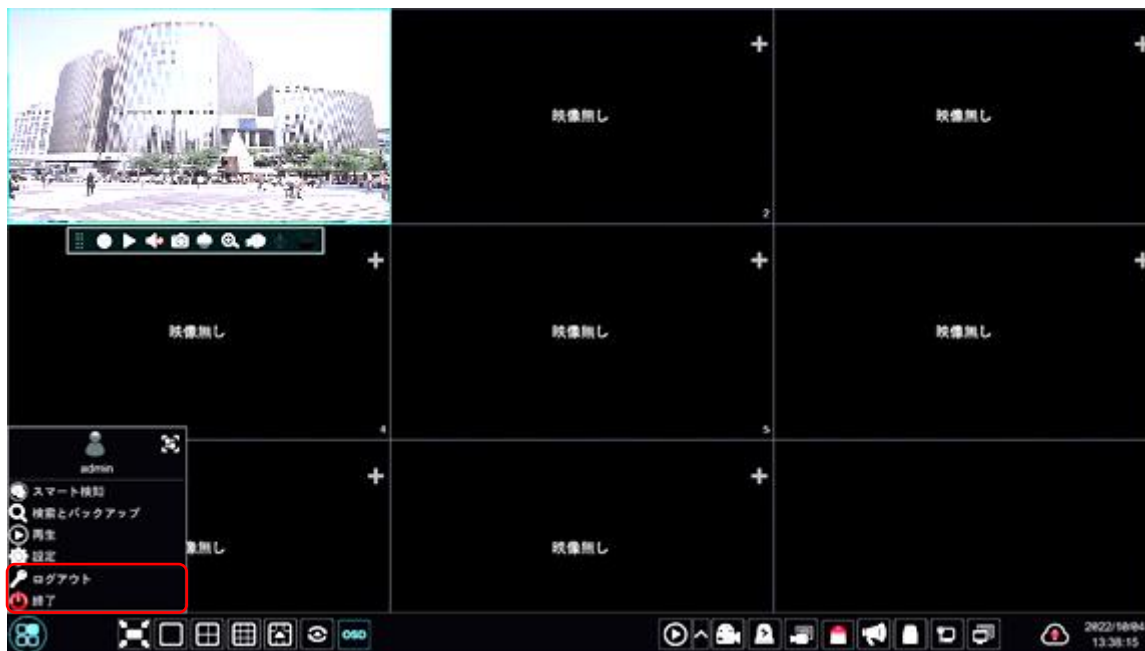 映像無し
映像無し
2
映像無し
映像無し
映像無し
4
5
admin
スマート検知
検索とバックアップ
再生
設定
ログアウト
終了
像無し
映像無し
OSD
2022/10/04
13:38:15